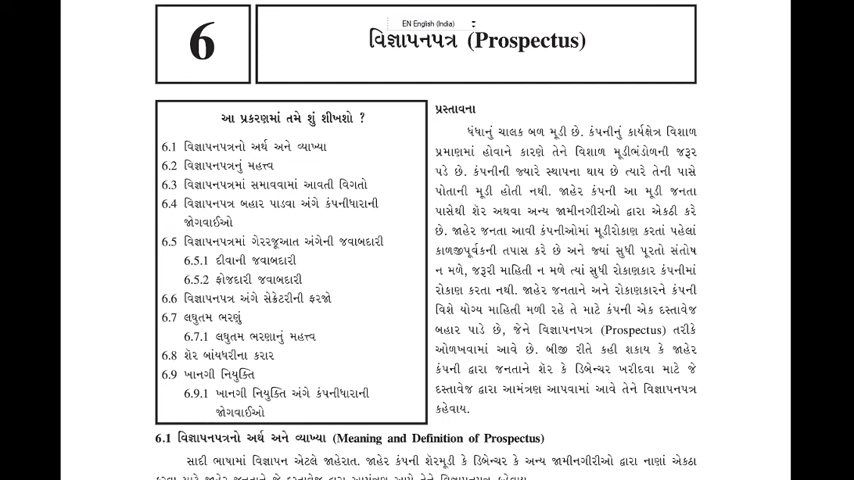 EN English (India)
6
વિજ્ઞાપનપત્ર (Prospectus)
આ પ્રકરણમાં તમે શું શીખશો ?
6.1 વિજ્ઞાપનપત્રનો અર્થ અને વ્યાખ્યા
6.2 વિજ્ઞાપનપત્રનું મહત્ત્વ
6.3 વિજ્ઞાપનપત્રમાં સમાવવામાં આવતી વિગતો
6.4 વિજ્ઞાપનપત્ર બહાર પાડવા અંગે કંપનીધારાની
જોગવાઈઓ
6.5 વિજ્ઞાપનપત્રમાં ગેરરજૂઆત અંગેની જવાબદારી
6.5.1 દીવાની જવાબદારી
6.5.2 ફોજદારી જવાબદારી
6.6 વિજ્ઞાપનપત્ર અંગે સેક્રેટરીની ફરજો
6.7 લઘુતમ ભરણું
6.7.1 લઘુતમ ભરણાનું મહત્ત્વ
6.8 શૅર બાંયધરીના કરાર
6.9 ખાનગી નિયુક્તિ
6.9.1 ખાનગી નિયુક્તિ અંગે કંપનીધારાની
જોગવાઈઓ
પ્રસ્તાવના
ધંધાનું ચાલક બળ મૂડી છે. કંપનીનું કાર્યક્ષેત્ર વિશાળ
પ્રમાણમાં હોવાને કારણે તેને વિશાળ મૂડીભંડોળની જરૂર
પડે છે. કંપનીની જ્યારે સ્થાપના થાય છે ત્યારે તેની પાસે
પોતાની મૂડી હોતી નથી. જાહેર કંપની આ મૂડી જનતા
પાસેથી શૅર અથવા અન્ય જામીનગીરીઓ દ્વારા એકઠી કરે
છે. જાહેર જનતા આવી કંપનીઓમાં મૂડીરોકાણ કરતાં પહેલાં
કાળજીપૂર્વકની તપાસ કરે છે અને જ્યાં સુધી પૂરતો સંતોષ
ન મળે, જરૂરી માહિતી ન મળે ત્યાં સુધી રોકાણકાર કંપનીમાં
રોકાણ કરતા નથી. જાહેર જનતાને અને રોકાણકારને કંપની
વિશે યોગ્ય માહિતી મળી રહે તે માટે કંપની એક દસ્તાવેજ
બહાર પાડે છે, જેને વિજ્ઞાપનપત્ર (Prospectus) તરીકે
ઓળખવામાં આવે છે. બીજી રીતે કહી શકાય કે જાહેર
કંપની દ્વારા જનતાને શૅર કે ડિબેન્ચર ખરીદવા માટે જે
દસ્તાવેજ દ્વારા આમંત્રણ આપવામાં આવે તેને વિજ્ઞાપનપત્ર
કહેવાય.
6.1 વિજ્ઞાપનપત્રનો અર્થ અને વ્યાખ્યા (Meaning and Definition of Prospectus)
સાદી ભાષામાં વિજ્ઞાપન એટલે જાહેરાત. જાહેર કંપની શૅરમૂડી કે ડિબેન્ચર કે અન્ય જામીનગીરીઓ દ્વારા નાણાં એકઠા
કરવા માટે જાહેર જનતાને જે દસ્તાવેજ દ્વારા આમંત્રણ આપે તેને વિજ્ઞાપનપત્ર કહેવાય.